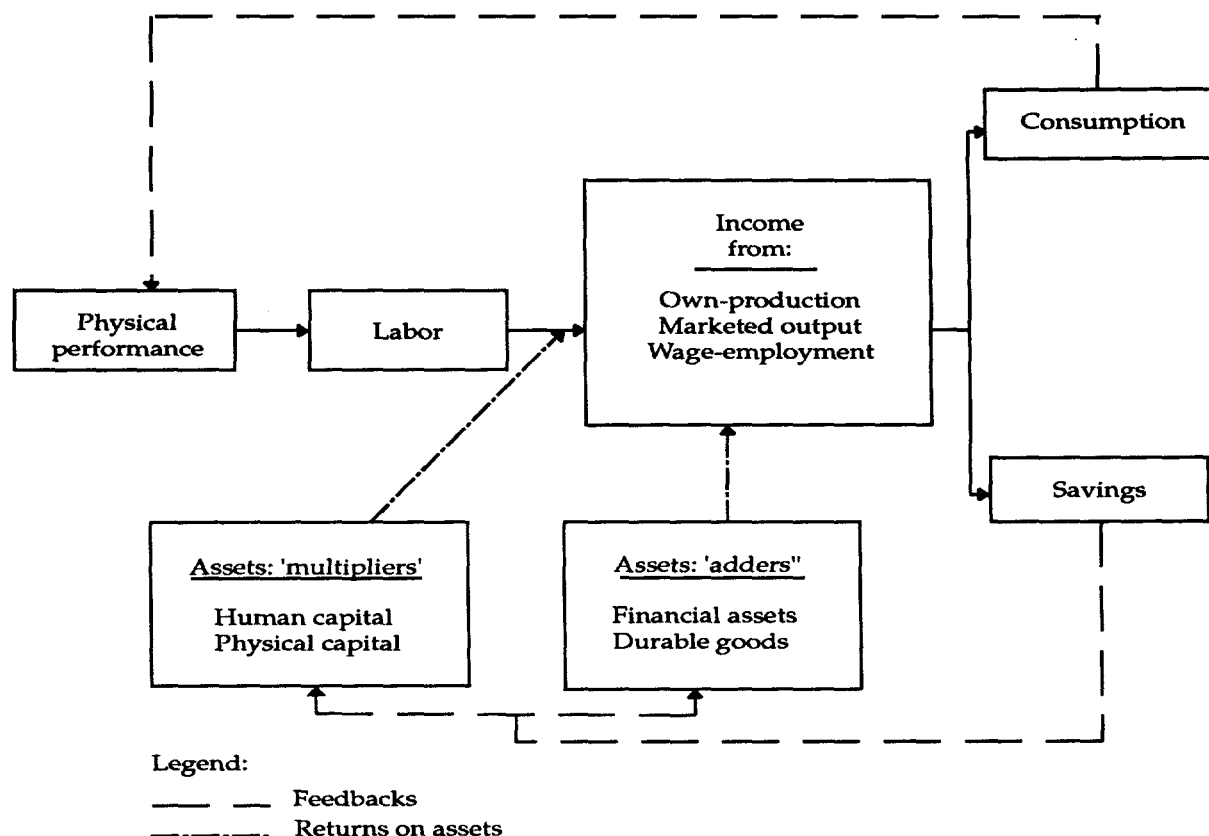 Consumption
Income
from:
Own-production
Marketed output
Wage-employment
Physical
performance
Labor
Savings
Assets: 'multipliers'
Human capital
Physical capital
Assets: 'adders"
Financial assets
Durable goods
Legend:
Feedbacks
Returns on assets